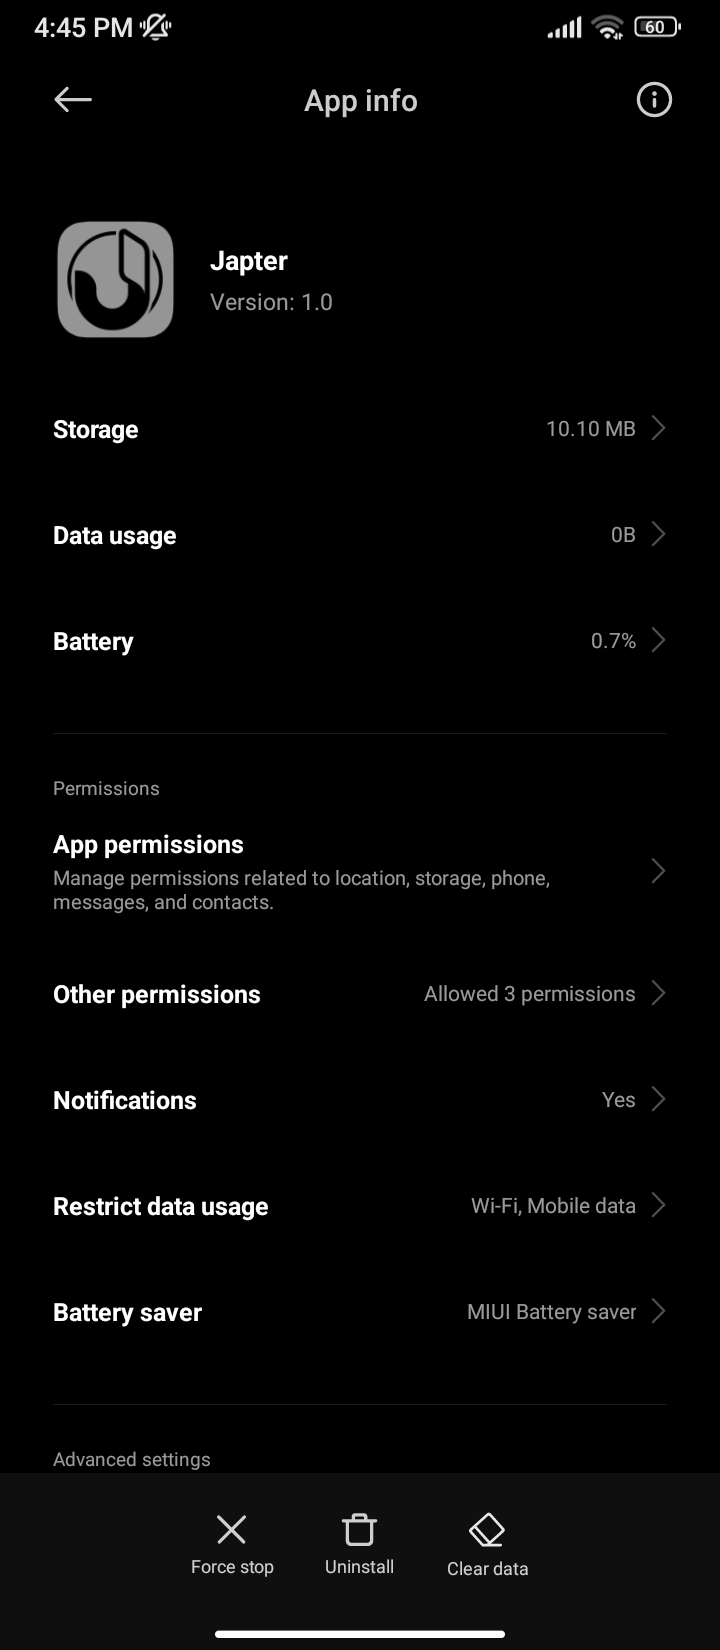 4:45 PM
60
App info
Japter
Version: 1.0
Storage
10.10 MB
Data usage
0B
Battery
0.7%
Permissions
App permissions
Manage permissions related to location, storage, phone,
messages, and contacts.
Other permissions
Allowed 3 permissions
Notifications
Yes
Restrict data usage
Wi-Fi, Mobile data
Battery saver
MIUI Battery saver
Advanced settings
Force stop
Uninstall
Clear data